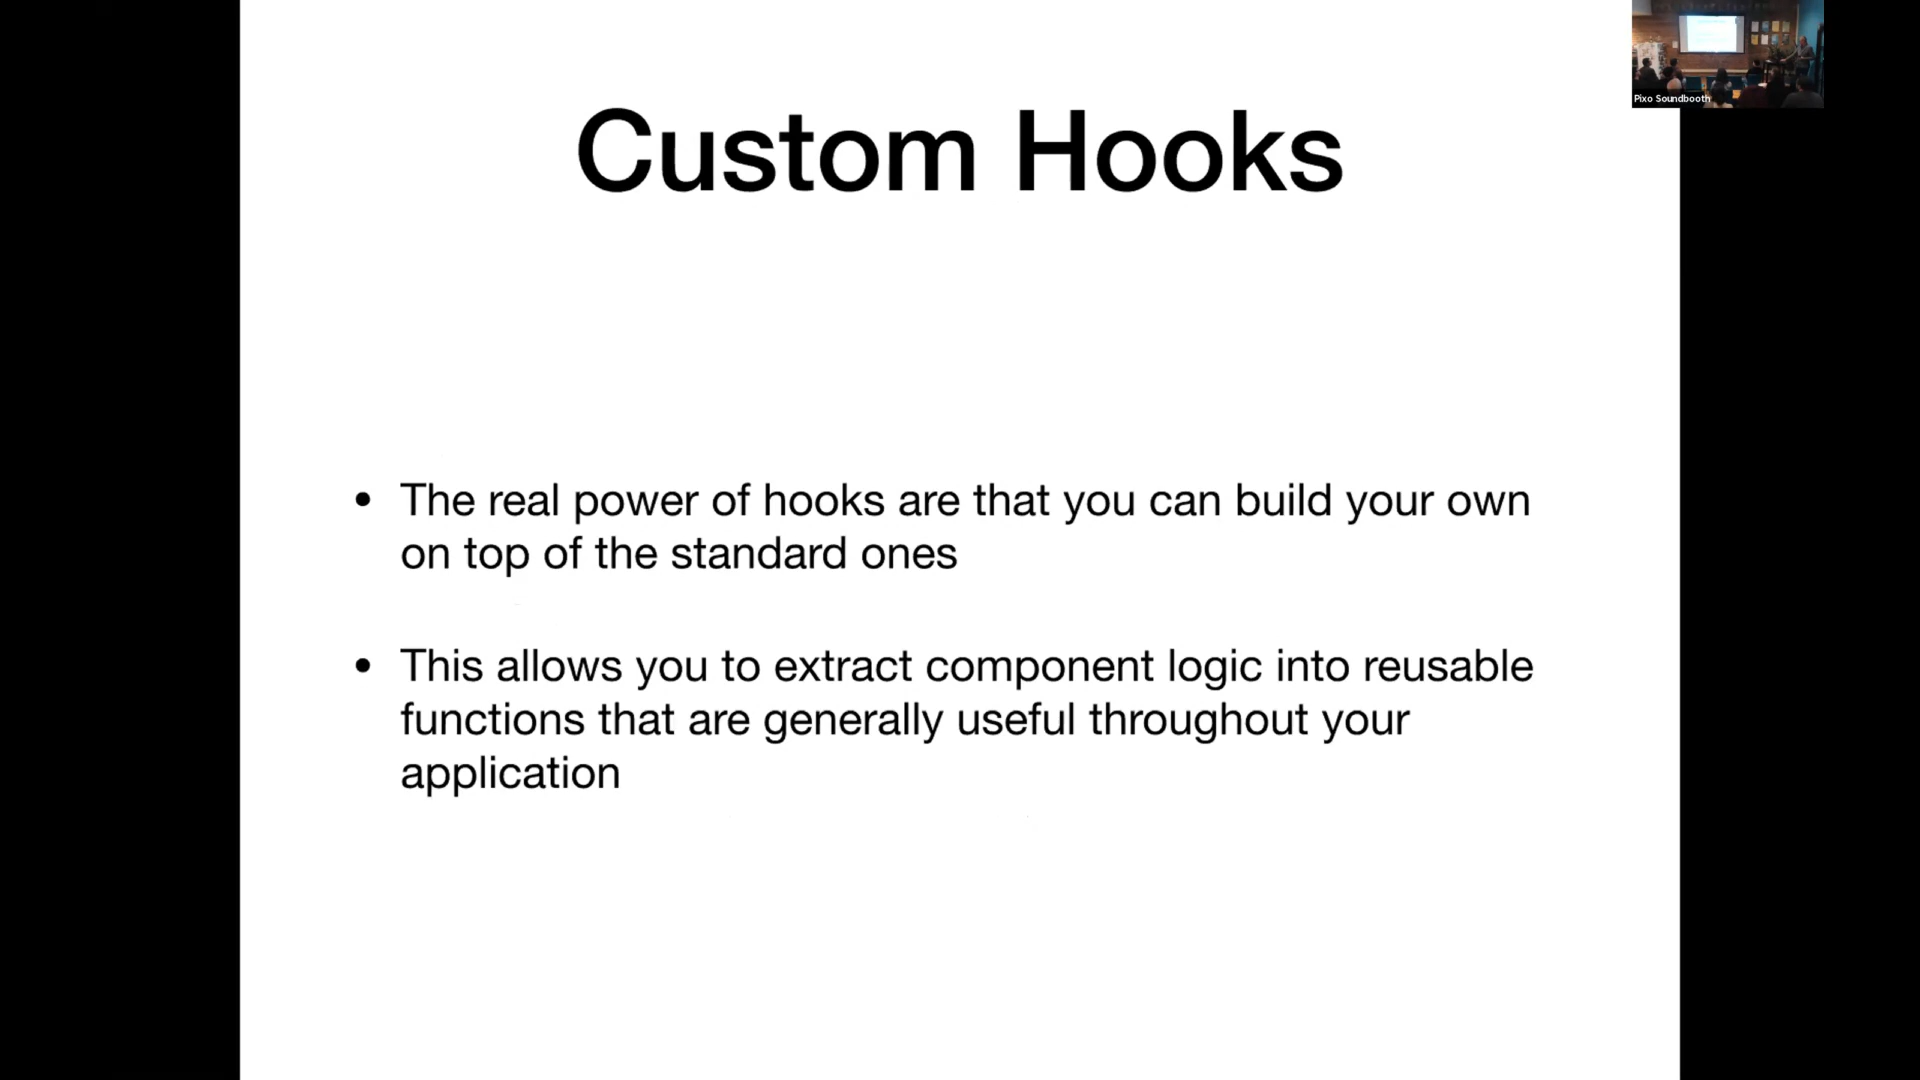 Custom Hooks
Pixo Soundbooth
• The real power of hooks are that you can build your own
on top of the standard ones
• This allows you to extract component logic into reusable
functions that are generally useful throughout your
application